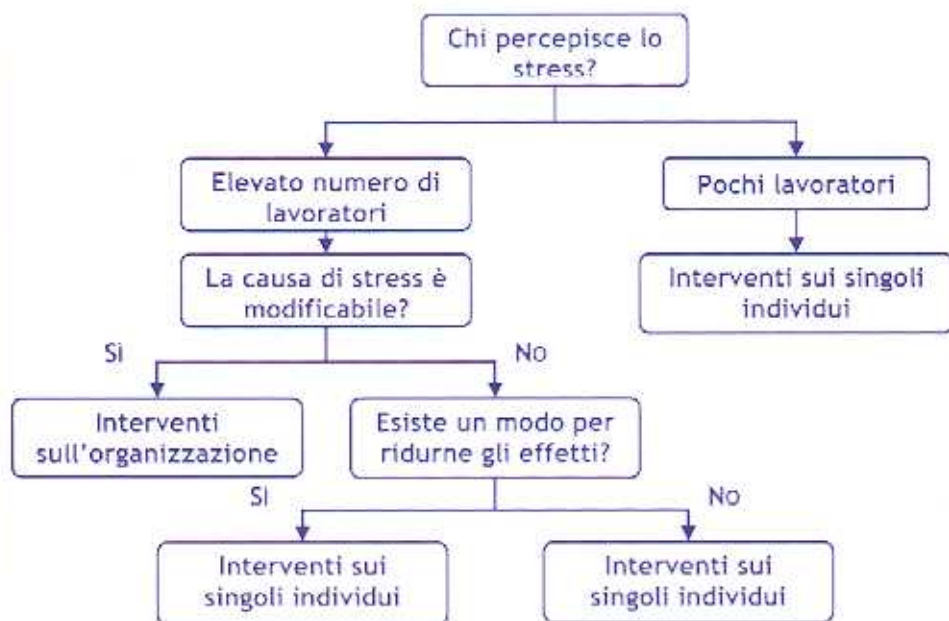 Chi percepisce lo
stress?
Elevato numero di
lavoratori
Pochi lavoratori
La causa di stress è
modificabile?
Interventi sui singoli
individui
Sì
No
Interventi
sull'organizzazione
Esiste un modo per
ridurne gli effetti?
Sì
No
Interventi sui
singoli individui
Interventi sui
singoli individui